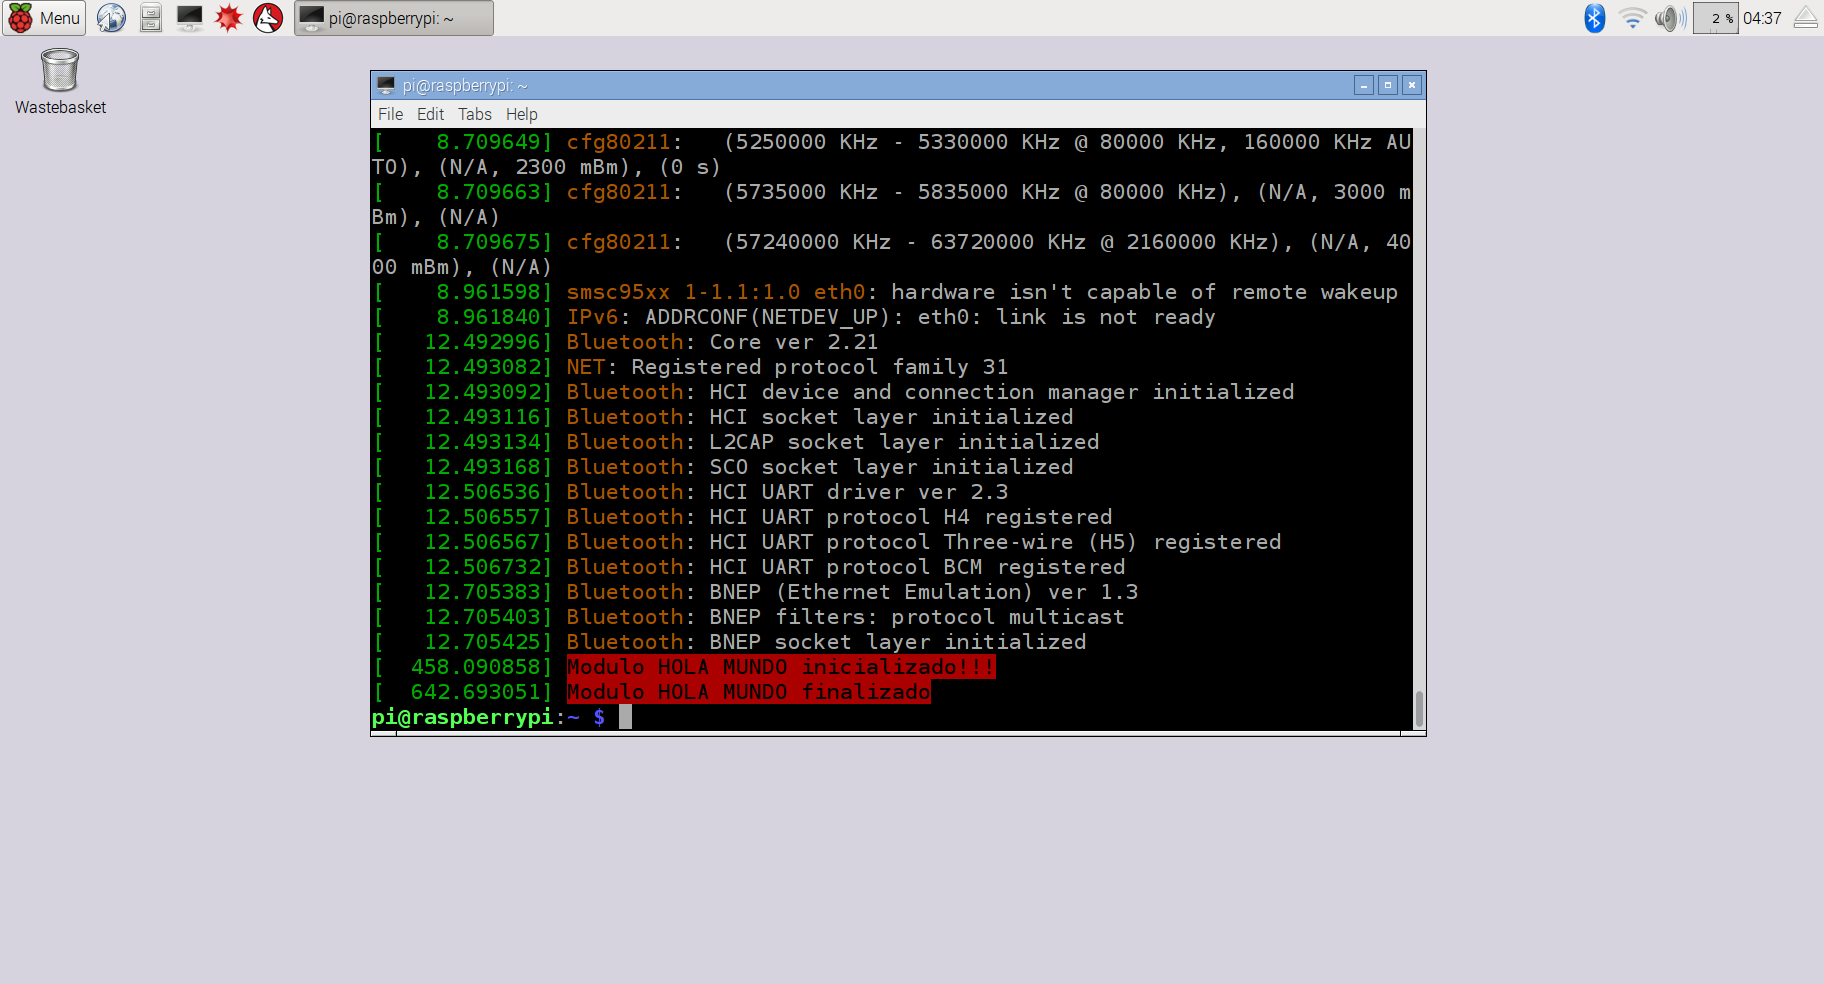 Menu
pi@raspberrypi: ~
2 %
04:37
Wastebasket
pi@raspberrypi: ~
File Edit Tabs Help
[    8.709649] cfg80211:   (5250000 KHz - 5330000 KHz @ 80000 KHz, 160000 KHz AU
TO), (N/A, 2300 mBm), (0 s)
[    8.709663] cfg80211:   (5735000 KHz - 5835000 KHz @ 80000 KHz), (N/A, 3000 m
Bm), (N/A)
[    8.709675] cfg80211:   (57240000 KHz - 63720000 KHz @ 2160000 KHz), (N/A, 40
00 mBm), (N/A)
[    8.961598] smsc95xx 1-1.1:1.0 eth0: hardware isn't capable of remote wakeup
[    8.961840] IPv6: ADDRCONF(NETDEV_UP): eth0: link is not ready
[   12.492996] Bluetooth: Core ver 2.21
[   12.493082] NET: Registered protocol family 31
[   12.493092] Bluetooth: HCI device and connection manager initialized
[   12.493116] Bluetooth: HCI socket layer initialized
[   12.493134] Bluetooth: L2CAP socket layer initialized
[   12.493168] Bluetooth: SCO socket layer initialized
[   12.506536] Bluetooth: HCI UART driver ver 2.3
[   12.506557] Bluetooth: HCI UART protocol H4 registered
[   12.506567] Bluetooth: HCI UART protocol Three-wire (H5) registered
[   12.506732] Bluetooth: HCI UART protocol BCM registered
[   12.705383] Bluetooth: BNEP (Ethernet Emulation) ver 1.3
[   12.705403] Bluetooth: BNEP filters: protocol multicast
[   12.705425] Bluetooth: BNEP socket layer initialized
[  458.090858] Modulo HOLA MUNDO inicializado!!!
[  642.693051] Modulo HOLA MUNDO finalizado
pi@raspberrypi:~ $